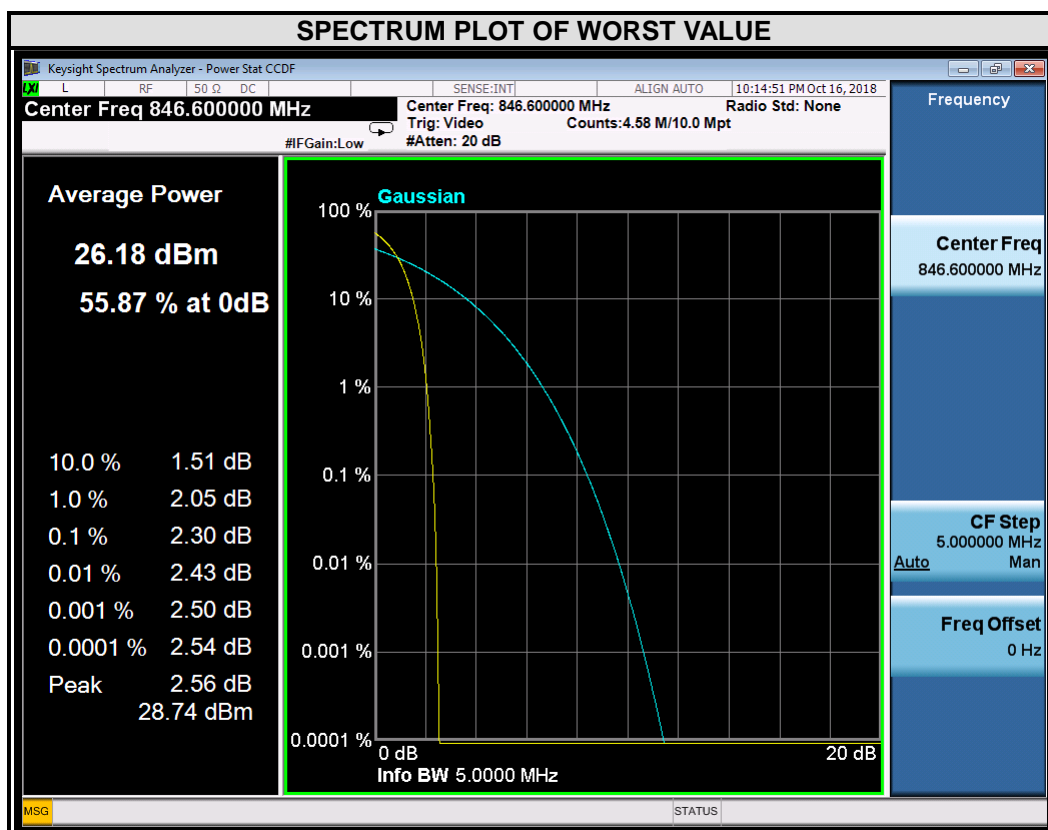 SPECTRUM PLOT OF WORST VALUE
Keysight Spectrum Analyzer - Power Stat CCDF
LXI L RF 50 Ω DC SENSE:INT ALIGN AUTO 10:14:51 PM Oct 16, 2018
Center Freq 846.600000 MHz
Center Freq: 846.600000 MHz Radio Std: None
Trig: Video Counts:4.58 M/10.0 Mpt
#IFGain:Low #Atten: 20 dB
Frequency
Average Power
26.18 dBm
55.87 % at 0dB
10.0 % 1.51 dB
1.0 % 2.05 dB
0.1 % 2.30 dB
0.01 % 2.43 dB
0.001 % 2.50 dB
0.0001 % 2.54 dB
Peak 2.56 dB
28.74 dBm
Gaussian
100 %
10 %
1 %
0.1 %
0.01 %
0.001 %
0.0001 %
0 dB 20 dB
Info BW 5.0000 MHz
Center Freq
846.600000 MHz
CF Step
5.000000 MHz
Auto Man
Freq Offset
0 Hz
MSG STATUS